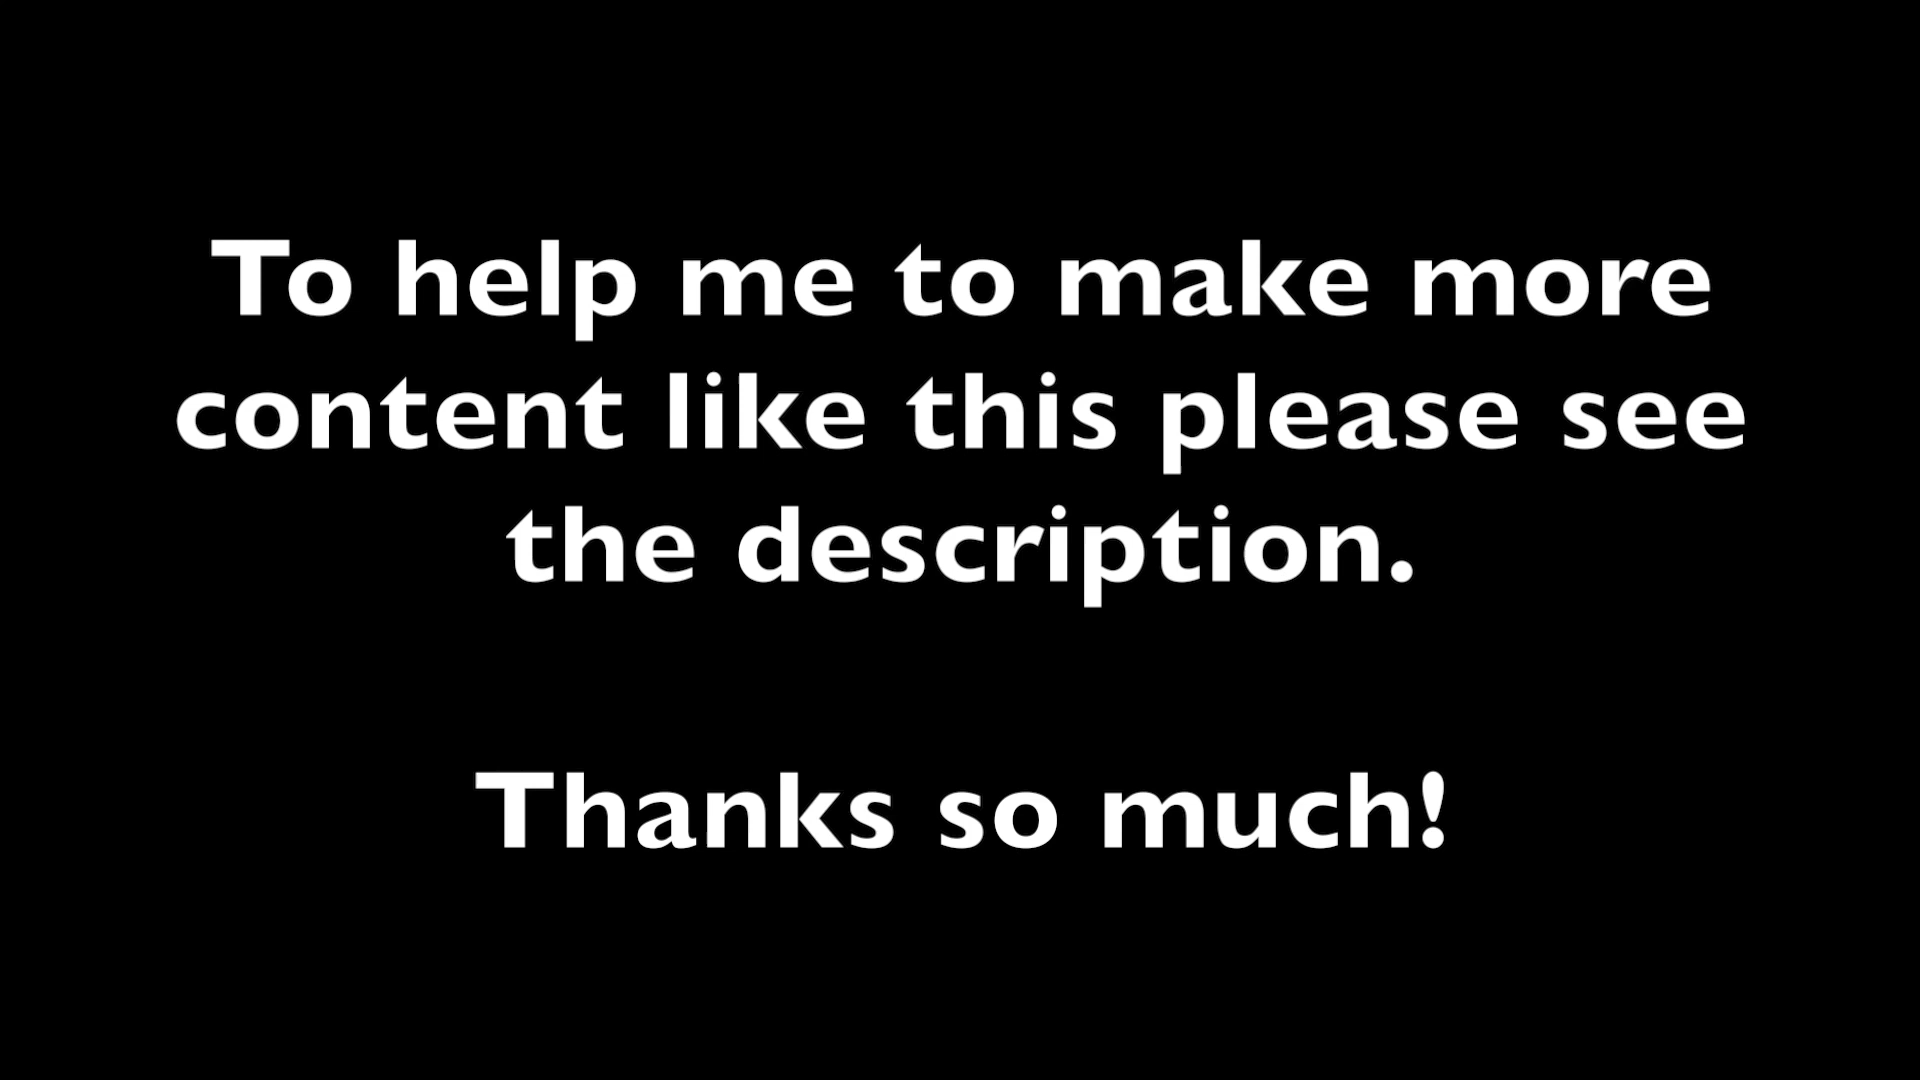 To help me to make more
content like this please see
the description.
Thanks so much!